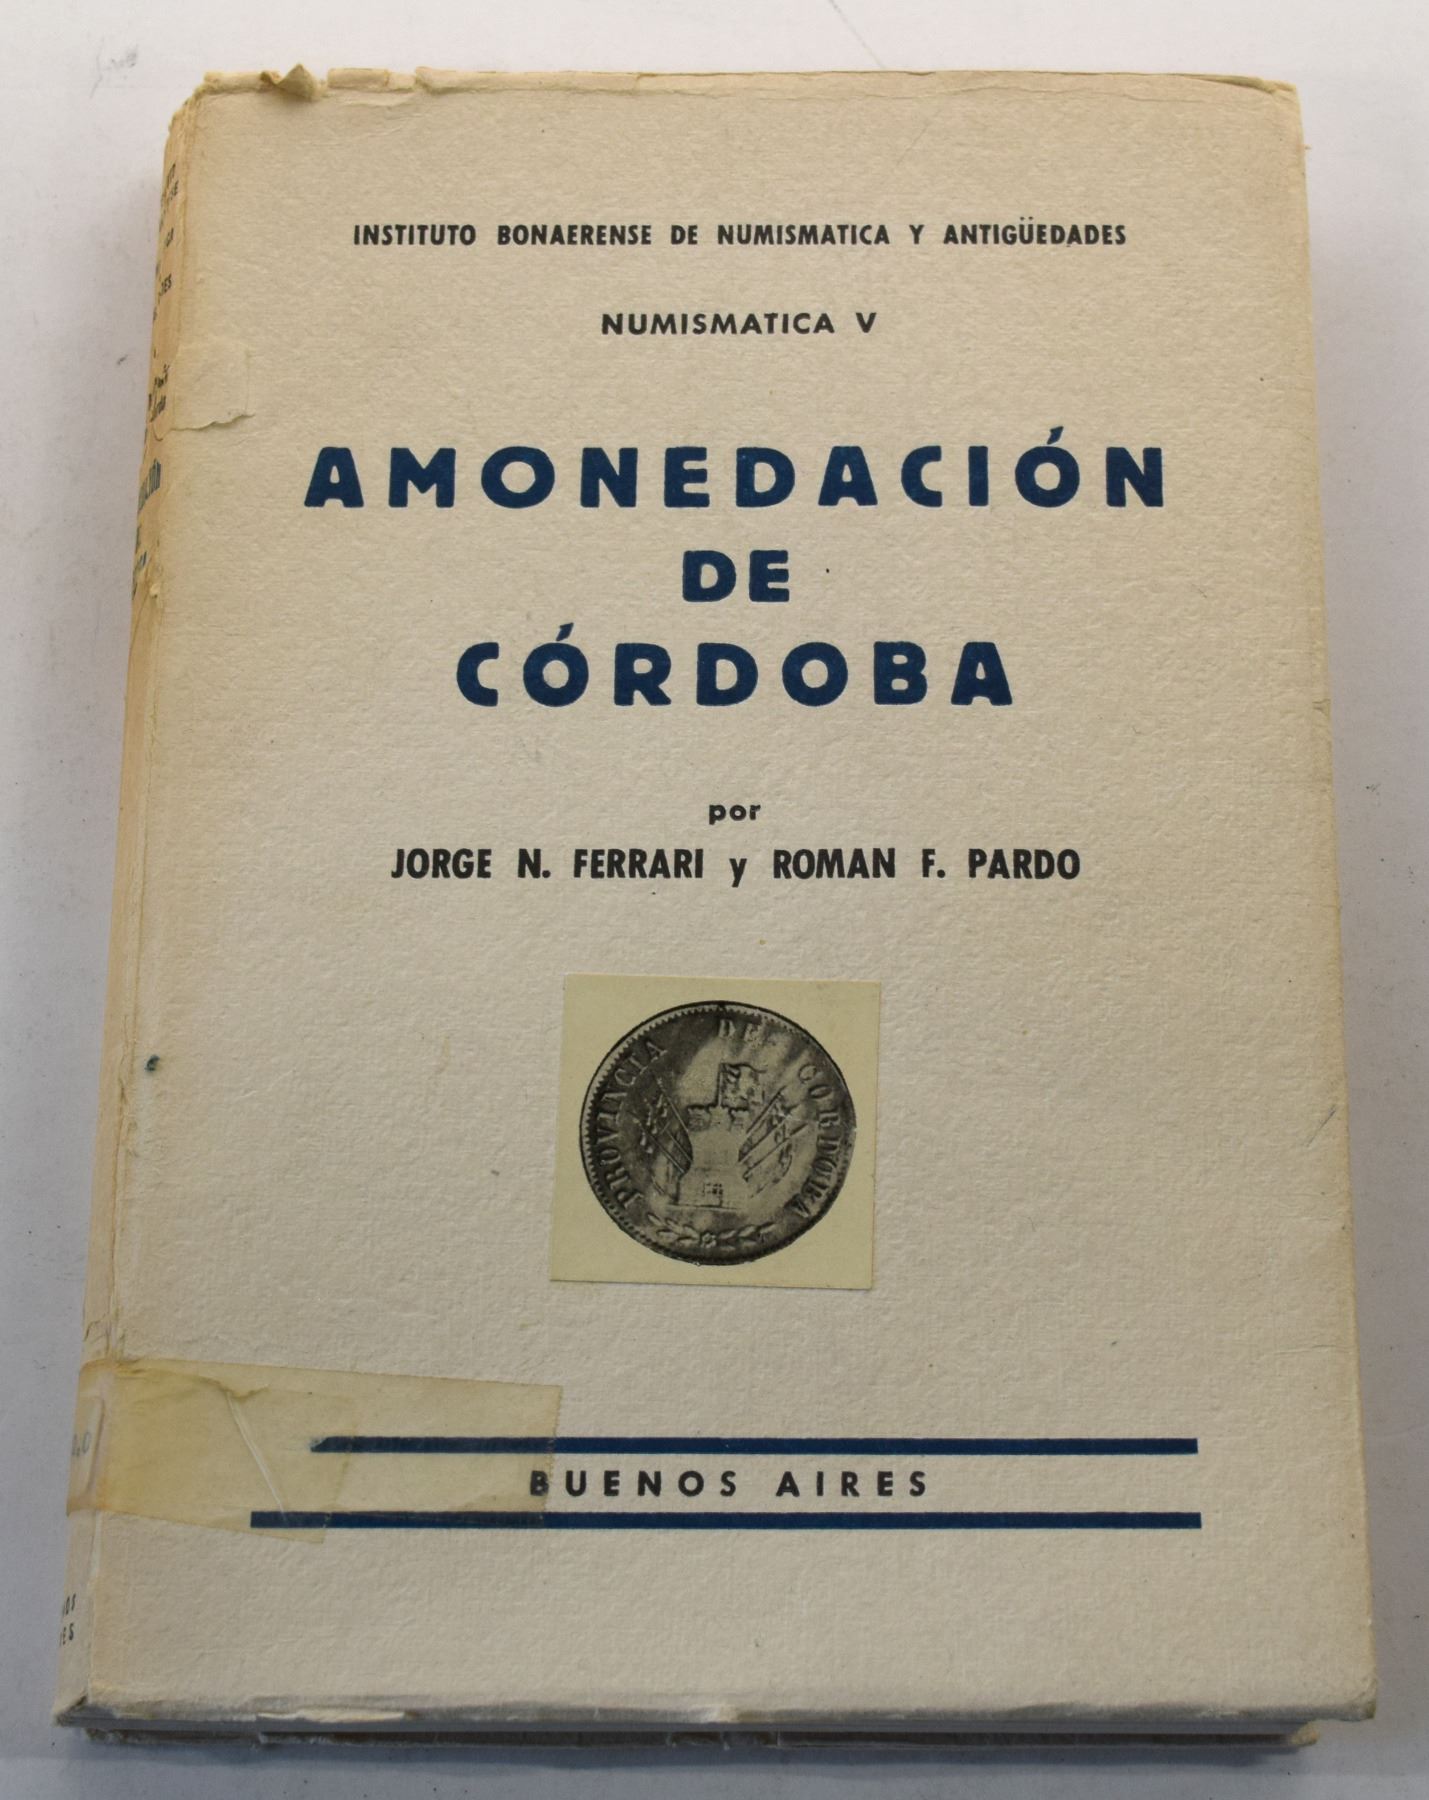 INSTITUTO BONAERENSE DE NUMISMATICA Y ANTIGÜEDADES
NUMISMATICA V
AMONEDACIÓN
DE
CÓRDOBA
por
JORGE N. FERRARI y ROMAN F. PARDO
PROVINCIA DE CORDOBA
BUENOS AIRES